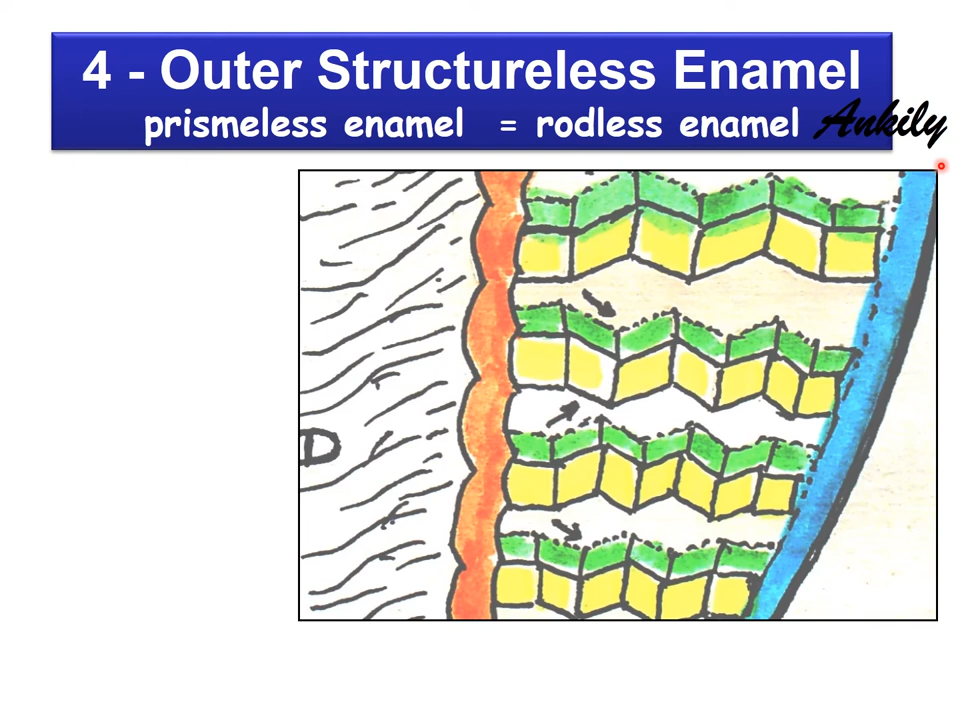 4 - Outer Structureless Enamel
prismeless enamel = rodless enamel Ankily
D